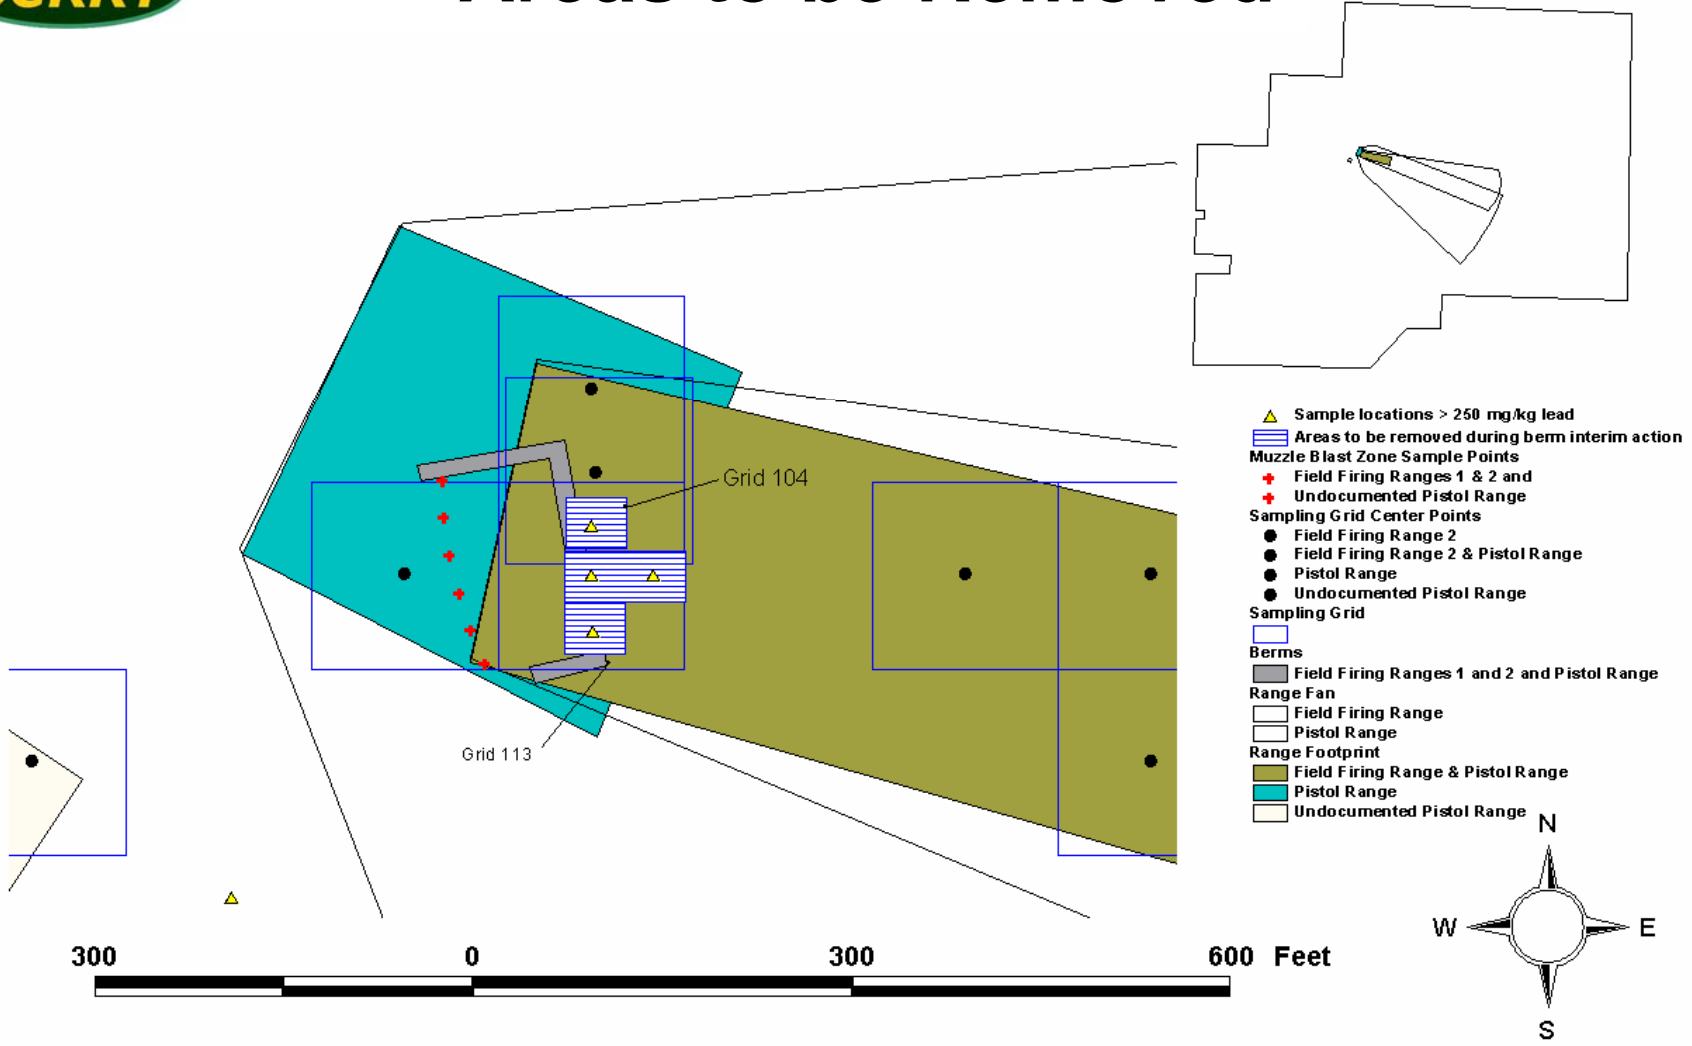 Areas to be Removed
Grid 104
Grid 113
Sample locations > 250 mg/kg lead
Areas to be removed during berm interim action
Muzzle Blast Zone Sample Points
Field Firing Ranges 1 & 2 and
Undocumented Pistol Range
Sampling Grid Center Points
Field Firing Range 2
Field Firing Range 2 & Pistol Range
Pistol Range
Undocumented Pistol Range
Sampling Grid
Berms
Field Firing Ranges 1 and 2 and Pistol Range
Range Fan
Field Firing Range
Pistol Range
Range Footprint
Field Firing Range & Pistol Range
Pistol Range
Undocumented Pistol Range
N
W E
S
300 0 300 600 Feet